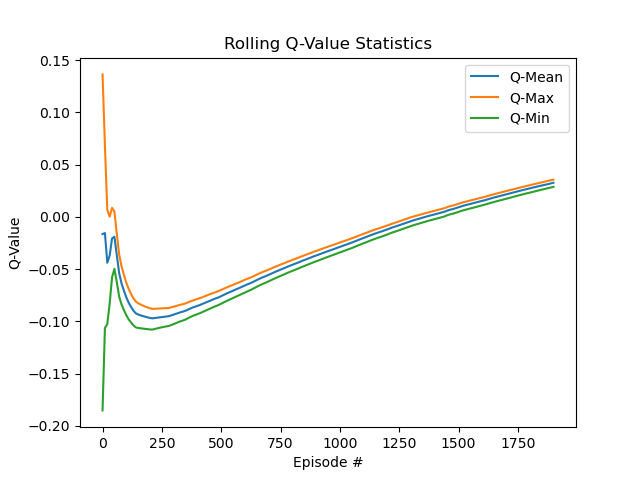 Rolling Q-Value Statistics
0.15
0.10
0.05
0.00
−0.05
−0.10
−0.15
−0.20
Q-Value
Q-Mean
Q-Max
Q-Min
0 250 500 750 1000 1250 1500 1750
Episode #